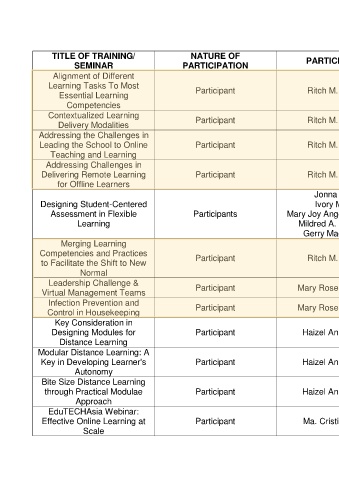 TITLE OF TRAINING/
SEMINAR
NATURE OF
PARTICIPATION
PARTICI
Alignment of Different
Learning Tasks To Most
Essential Learning
Competencies
Participant
Ritch M.
Contextualized Learning
Delivery Modalities
Participant
Ritch M.
Addressing the Challenges in
Leading the School to Online
Teaching and Learning
Participant
Ritch M.
Addressing Challenges in
Delivering Remote Learning
for Offline Learners
Participant
Ritch M.
Designing Student-Centered
Assessment in Flexible
Learning
Participants
Jonna
Ivory M
Mary Joy Ang
Mildred A.
Gerry Ma
Merging Learning
Competencies and Practices
to Facilitate the Shift to New
Normal
Participant
Ritch M.
Leadership Challenge &
Virtual Management Teams
Participant
Mary Rose
Infection Prevention and
Control in Housekeeping
Participant
Mary Rose
Key Consideration in
Designing Modules for
Distance Learning
Participant
Haizel An
Modular Distance Learning: A
Key in Developing Learner's
Autonomy
Participant
Haizel An
Bite Size Distance Learning
through Practical Modulae
Approach
Participant
Haizel An
EduTECHAsia Webinar:
Effective Online Learning at
Scale
Participant
Ma. Cristi